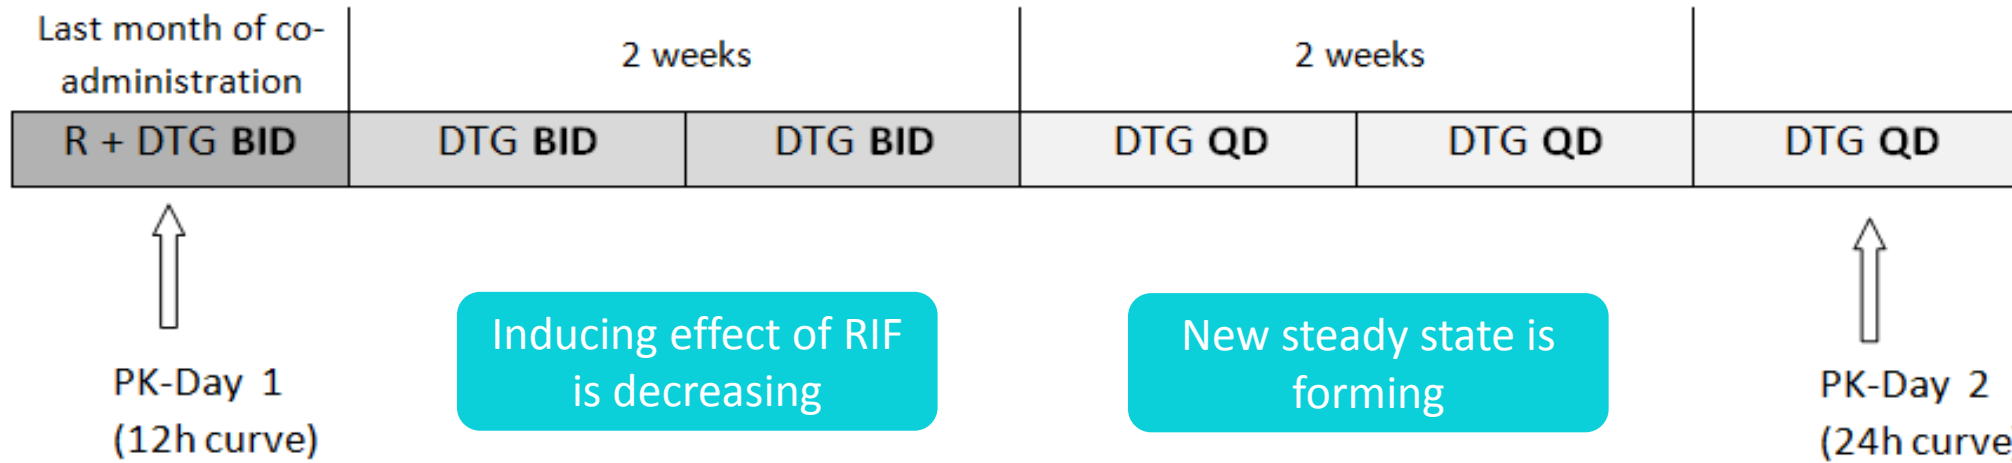 Last month of co-
administration
2 weeks
2 weeks
R + DTG BID
DTG BID
DTG BID
DTG QD
DTG QD
DTG QD
Inducing effect of RIF
is decreasing
New steady state is
forming
PK-Day 1
(12h curve)
PK-Day 2
(24h curve